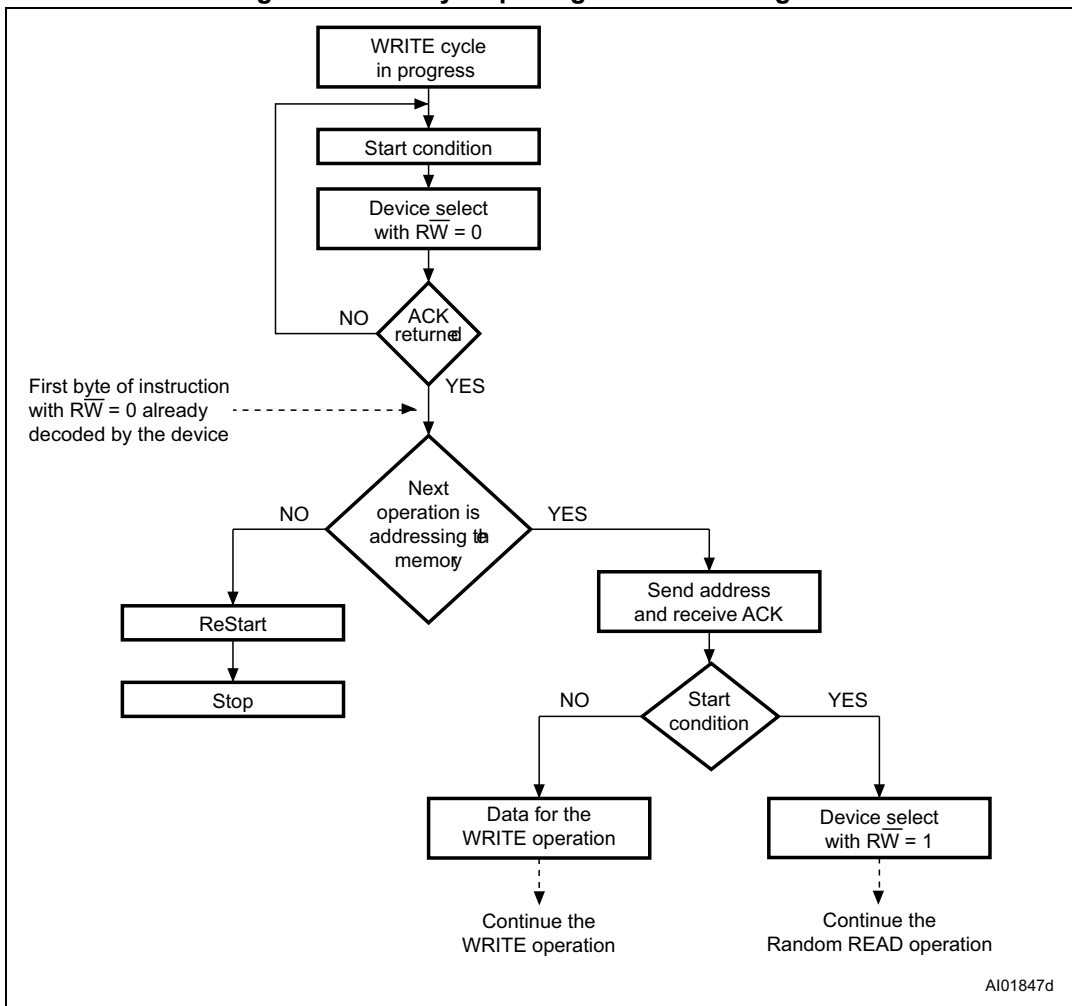 WRITE cycle
in progress
Start condition
Device select
with RW̅ = 0
NO
ACK
returned
YES
First byte of instruction
with RW̅ = 0 already
decoded by the device
Next
operation is
addressing the
memory
NO
YES
Send address
and receive ACK
ReStart
Stop
NO
Start
condition
YES
Data for the
WRITE operation
Device select
with RW̅ = 1
Continue the
WRITE operation
Continue the
Random READ operation
AI01847d